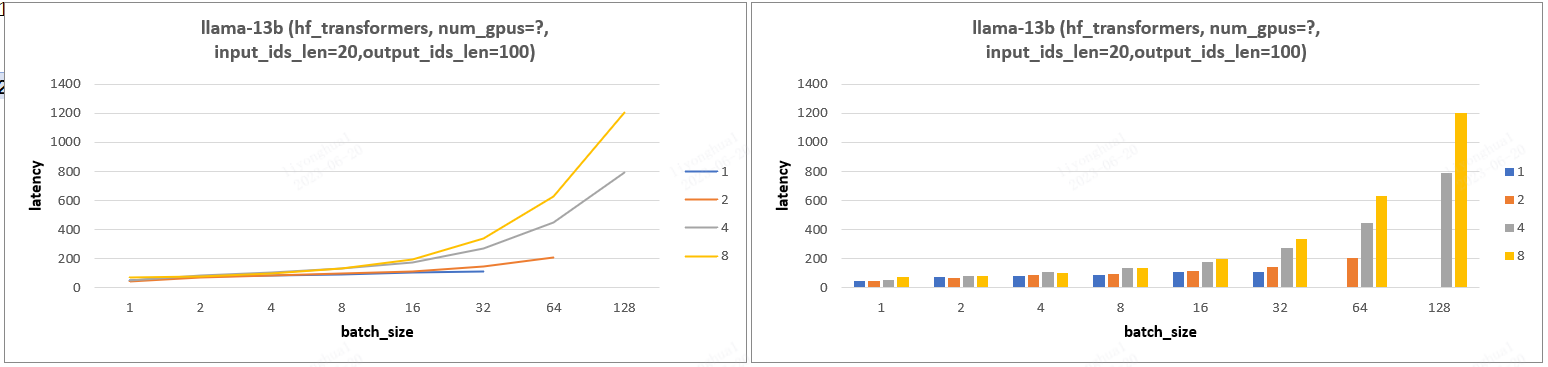 llama-13b (hf_transformers, num_gpus=?,
input_ids_len=20,output_ids_len=100)
1400
1200
1000
800
600
400
200
0
latency
1 2 4 8 16 32 64 128
batch_size
1
2
4
8
llama-13b (hf_transformers, num_gpus=?,
input_ids_len=20,output_ids_len=100)
1400
1200
1000
800
600
400
200
0
latency
1 2 4 8 16 32 64 128
batch_size
1
2
4
8